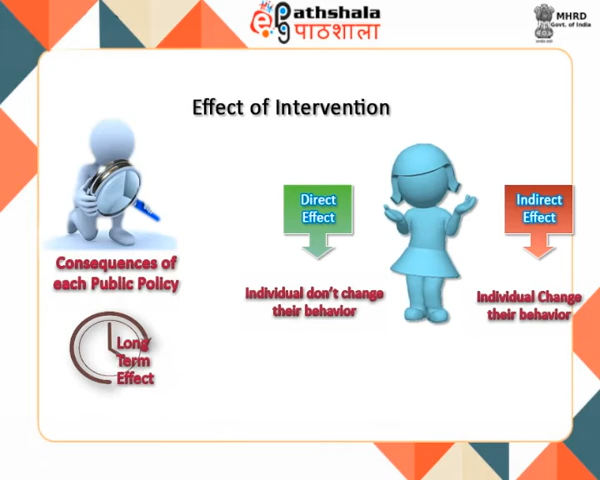 Pathshala
पाठशाला
MHRD
Govt. of India
Effect of Intervention
Direct
Effect
Indirect
Effect
Consequences of
each Public Policy
Individual don't change
their behavior
Individual Change
their behavior
Long
Term
Effect